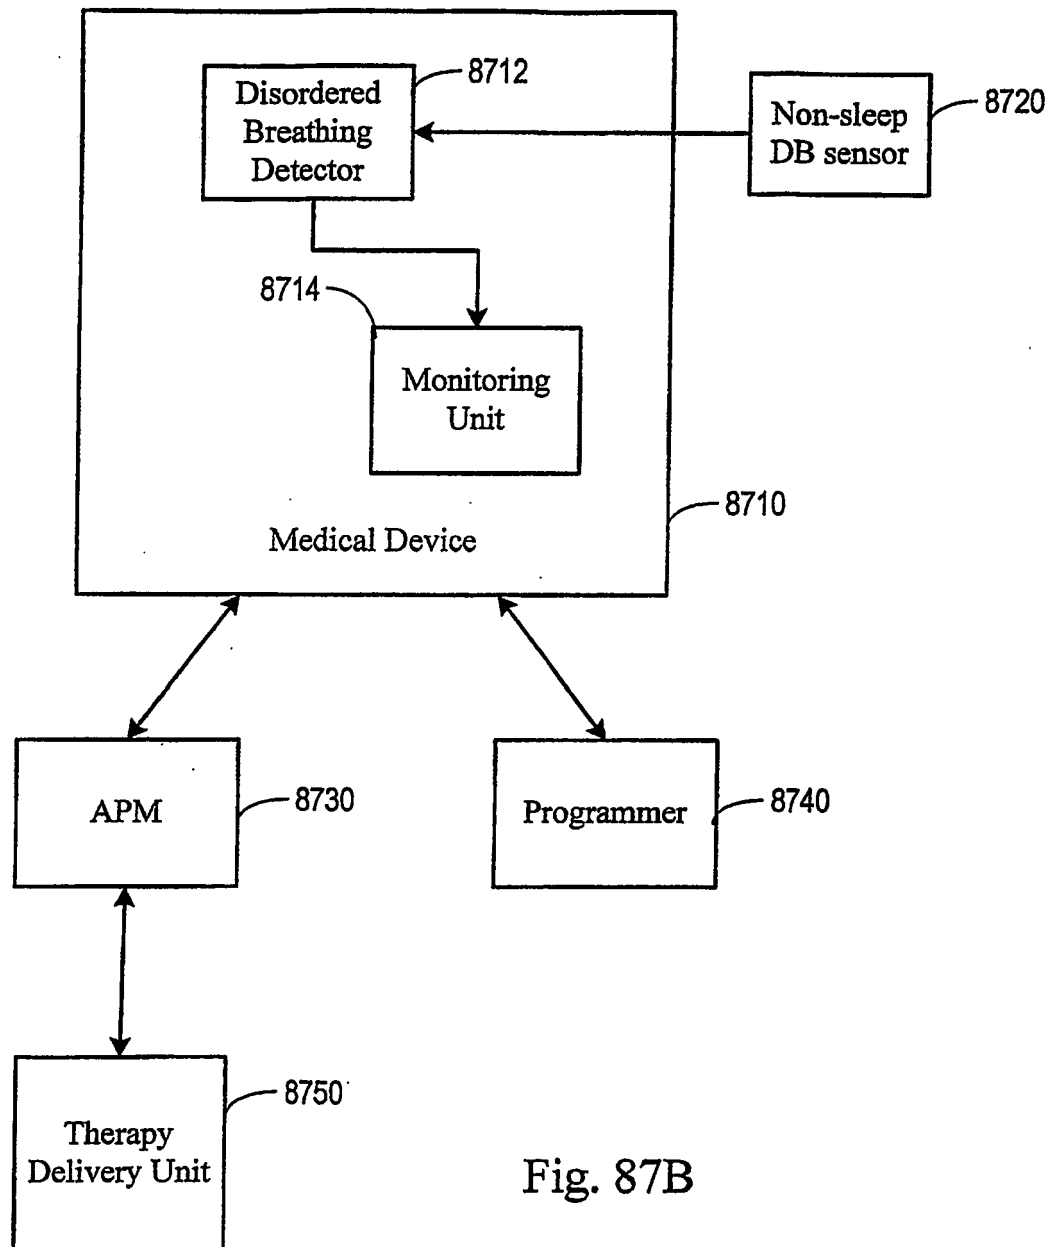 8712
Disordered
Breathing
Detector
Non-sleep
DB sensor
8720
8714
Monitoring
Unit
8710
Medical Device
APM
8730
Programmer
8740
8750
Therapy
Delivery Unit
Fig. 87B